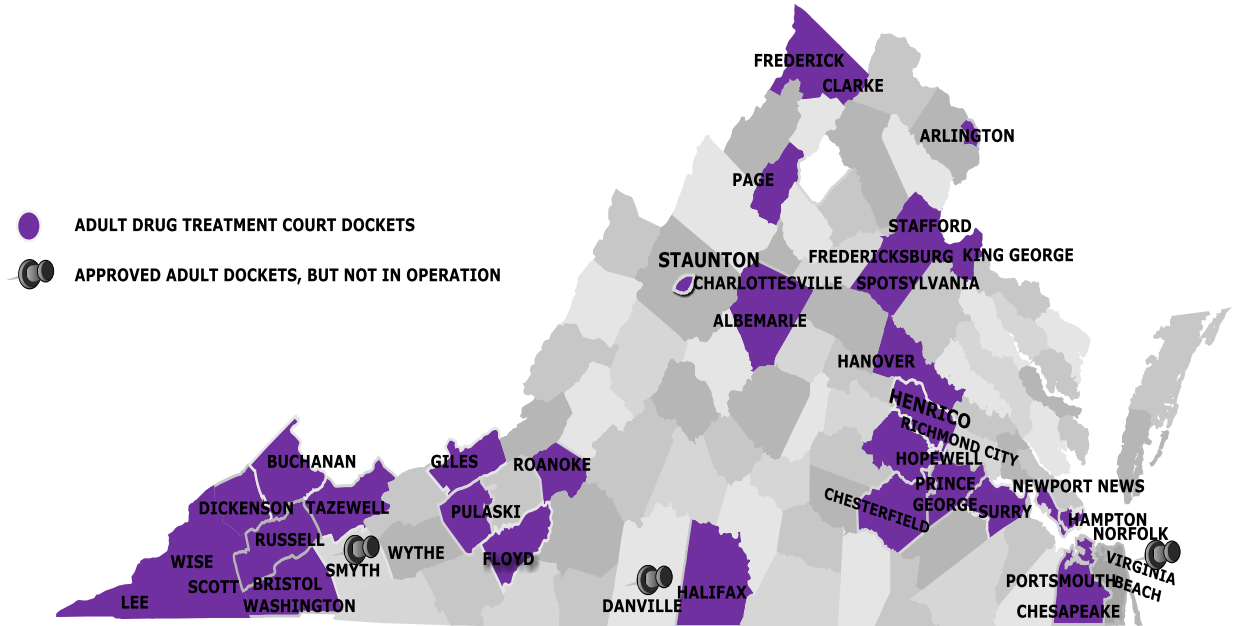 FREDERICK
CLARKE
ARLINGTON
PAGE
ADULT DRUG TREATMENT COURT DOCKETS
STAFFORD
STAUNTON
FREDERICKSBURG
KING GEORGE
APPROVED ADULT DOCKETS, BUT NOT IN OPERATION
CHARLOTTESVILLE
SPOTSYLVANIA
ALBEMARLE
HANOVER
HENRICO
RICHMOND CITY
BUCHANAN
GILES
ROANOKE
HOPEWELL
PRINCE
GEORGE
NEWPORT NEWS
CHESTERFIELD
SURRY
DICKENSON
TAZEWELL
PULASKI
HAMPTON
NORFOLK
RUSSELL
WYTHE
FLOYD
WISE
SMYTH
VIRGINIA
BEACH
SCOTT
BRISTOL
PORTSMOUTH
LEE
WASHINGTON
DANVILLE
HALIFAX
CHESAPEAKE